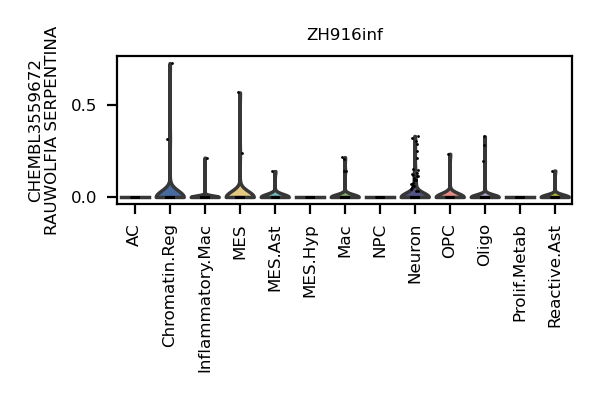 ZH916inf
CHEMBL3559672
RAUWOLFIA SERPENTINA
0.5
0.0
AC
Chromatin.Reg
Inflammatory.Mac
MES
MES.Ast
MES.Hyp
Mac
NPC
Neuron
OPC
Oligo
Prolif.Metab
Reactive.Ast